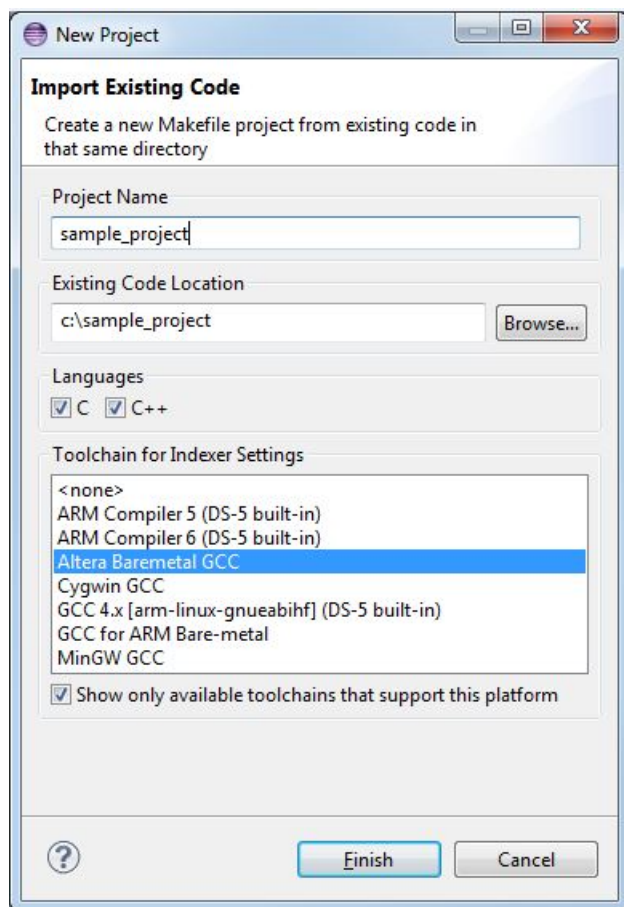 New Project
Import Existing Code
Create a new Makefile project from existing code in
that same directory
Project Name
sample_project
Existing Code Location
c:\sample_project
Browse...
Languages
C C++
Toolchain for Indexer Settings
<none>
ARM Compiler 5 (DS-5 built-in)
ARM Compiler 6 (DS-5 built-in)
Altera Baremetal GCC
Cygwin GCC
GCC 4.x [arm-linux-gnueabihf] (DS-5 built-in)
GCC for ARM Bare-metal
MinGW GCC
Show only available toolchains that support this platform
? Finish Cancel